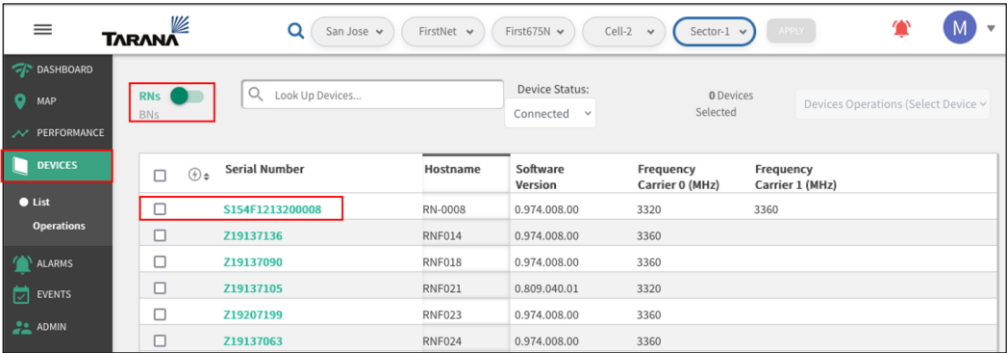 TARANA
San Jose
FirstNet
First675N
Cell-2
Sector-1
APPLY
M
DASHBOARD
MAP
PERFORMANCE
DEVICES
List
Operations
ALARMS
EVENTS
ADMIN
RNs
BNs
Look Up Devices...
Device Status:
Connected
0 Devices
Selected
Devices Operations (Select Device
Serial Number Hostname Software Version Frequency Carrier 0 (MHz) Frequency Carrier 1 (MHz)
S154F1213200008 RN-0008 0.974.008.00 3320 3360
Z19137136 RNF014 0.974.008.00 3360
Z19137090 RNF018 0.974.008.00 3360
Z19137105 RNF021 0.809.040.01 3320
Z19207199 RNF023 0.974.008.00 3360
Z19137063 RNF024 0.974.008.00 3360